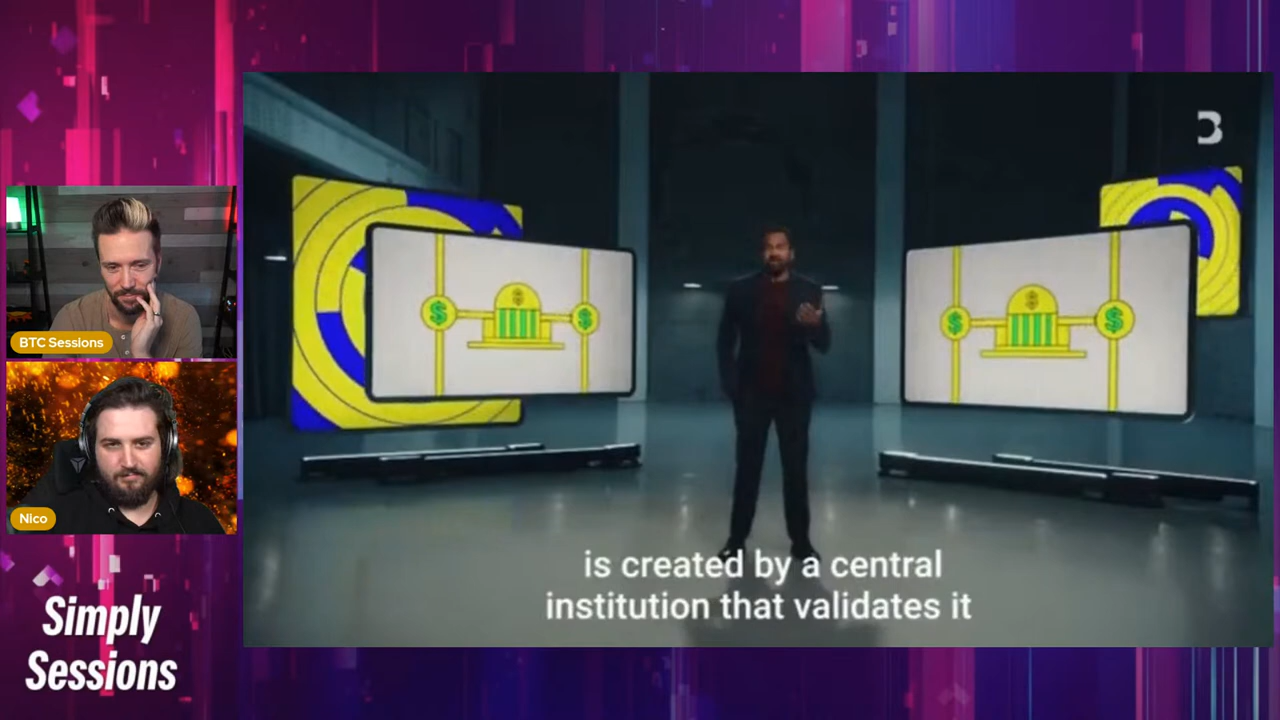 BTC Sessions
Nico
Simply
Sessions
is created by a central
institution that validates it
$
$
$
$